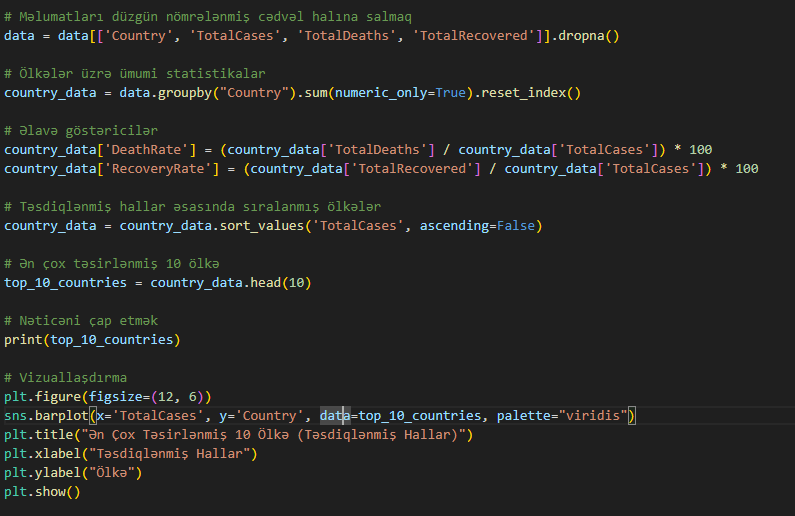 # Məlumatları düzgün nömrələnmiş cədvəl halına salmaq
data = data[['Country', 'TotalCases', 'TotalDeaths', 'TotalRecovered']].dropna()
# Ölkələr üzrə ümumi statistikalar
country_data = data.groupby("Country").sum(numeric_only=True).reset_index()
# Əlavə göstəricilər
country_data['DeathRate'] = (country_data['TotalDeaths'] / country_data['TotalCases']) * 100
country_data['RecoveryRate'] = (country_data['TotalRecovered'] / country_data['TotalCases']) * 100
# Təsdiqlənmiş hallar əsasında sıralanmış ölkələr
country_data = country_data.sort_values('TotalCases', ascending=False)
# Ən çox təsirlənmiş 10 ölkə
top_10_countries = country_data.head(10)
# Nəticəni çap etmək
print(top_10_countries)
# Vizuallaşdırma
plt.figure(figsize=(12, 6))
sns.barplot(x='TotalCases', y='Country', data=top_10_countries, palette="viridis")
plt.title("Ən Çox Təsirlənmiş 10 Ölkə (Təsdiqlənmiş Hallar)")
plt.xlabel("Təsdiqlənmiş Hallar")
plt.ylabel("Ölkə")
plt.show()